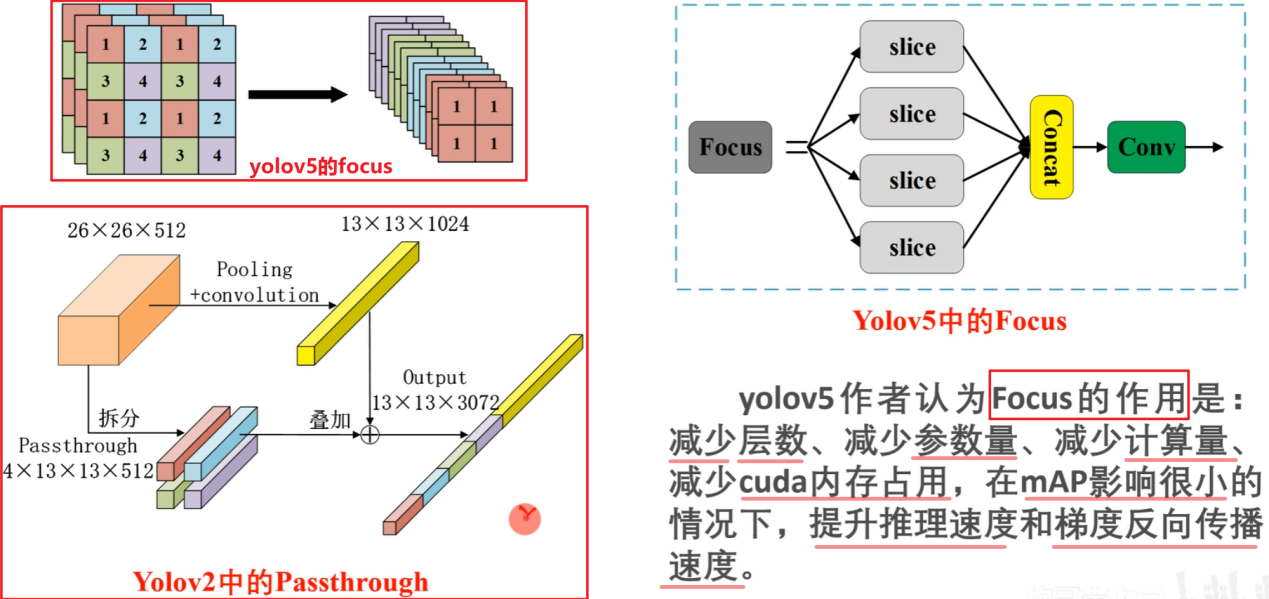 1 2 1 2
3 4 3 4
1 2 1 2
3 4 3 4
1 1
1 1
yolov5的focus
26×26×512
13×13×1024
Pooling
+convolution
拆分
Passthrough
4×13×13×512
叠加
Output
13×13×3072
Yolov2中的Passthrough
Focus
slice
slice
slice
slice
Concat
Conv
Yolov5中的Focus
yolov5作者认为Focus的作用是：
减少层数、减少参数量、减少计算量、
减少cuda内存占用，在mAP影响很小的
情况下，提升推理速度和梯度反向传播
速度。